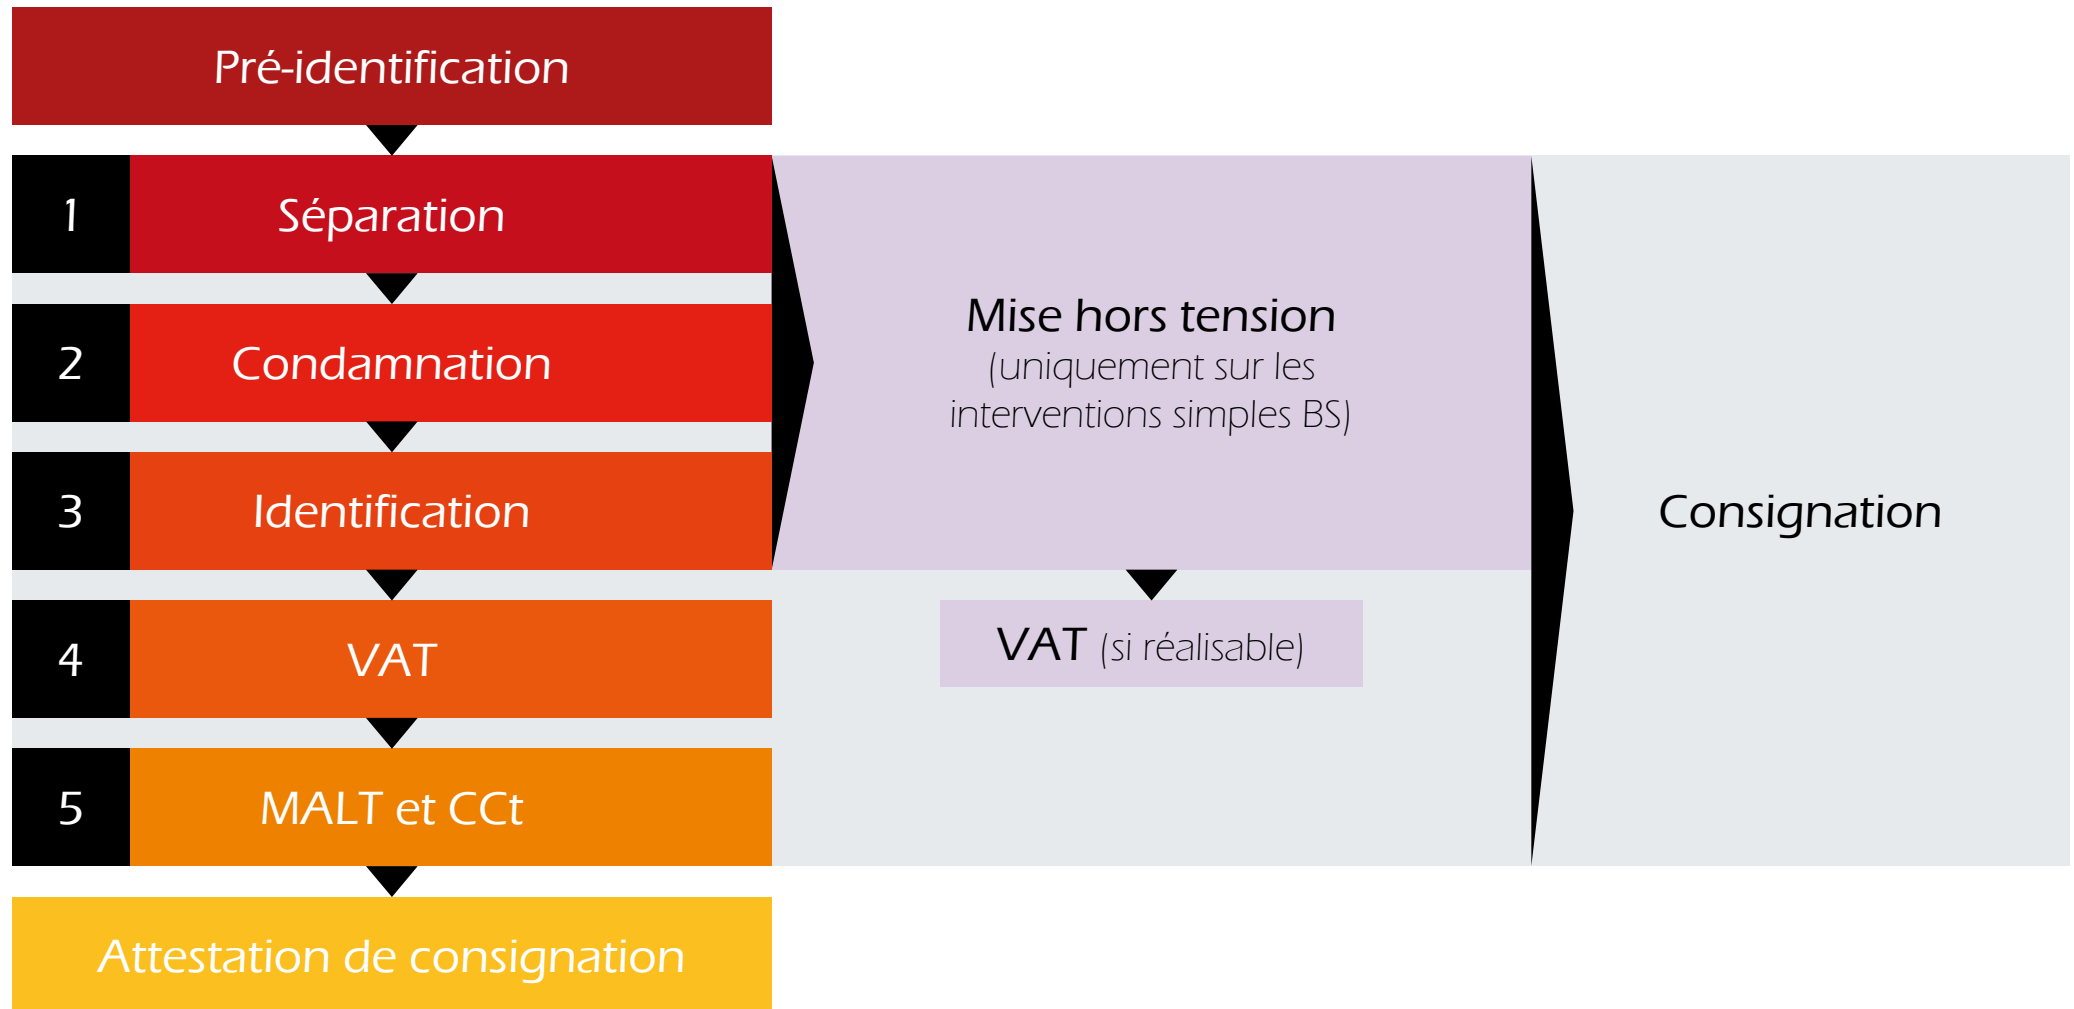 Pré-identification
1
Séparation
2
Condamnation
3
Identification
4
VAT
5
MALT et CCt
Attestation de consignation
Mise hors tension
(uniquement sur les
interventions simples BS)
VAT (si réalisable)
Consignation